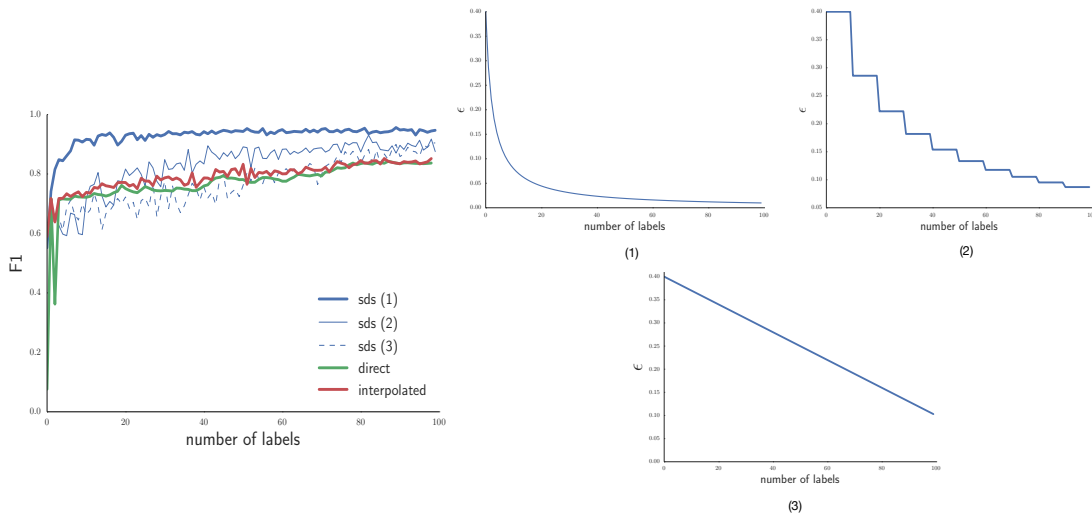 1.0
0.8
0.6
0.4
0.2
0.0
F1
0 20 40 60 80 100
number of labels
sds (1)
sds (2)
sds (3)
direct
interpolated
0.40
0.35
0.30
0.25
0.20
0.15
0.10
0.05
0.00
ϵ
0 20 40 60 80 100
number of labels
(1)
0.40
0.35
0.30
0.25
0.20
0.15
0.10
0.05
ϵ
0 20 40 60 80 100
number of labels
(2)
0.40
0.35
0.30
0.25
0.20
0.15
0.10
0.05
0.00
ϵ
0 20 40 60 80 100
number of labels
(3)